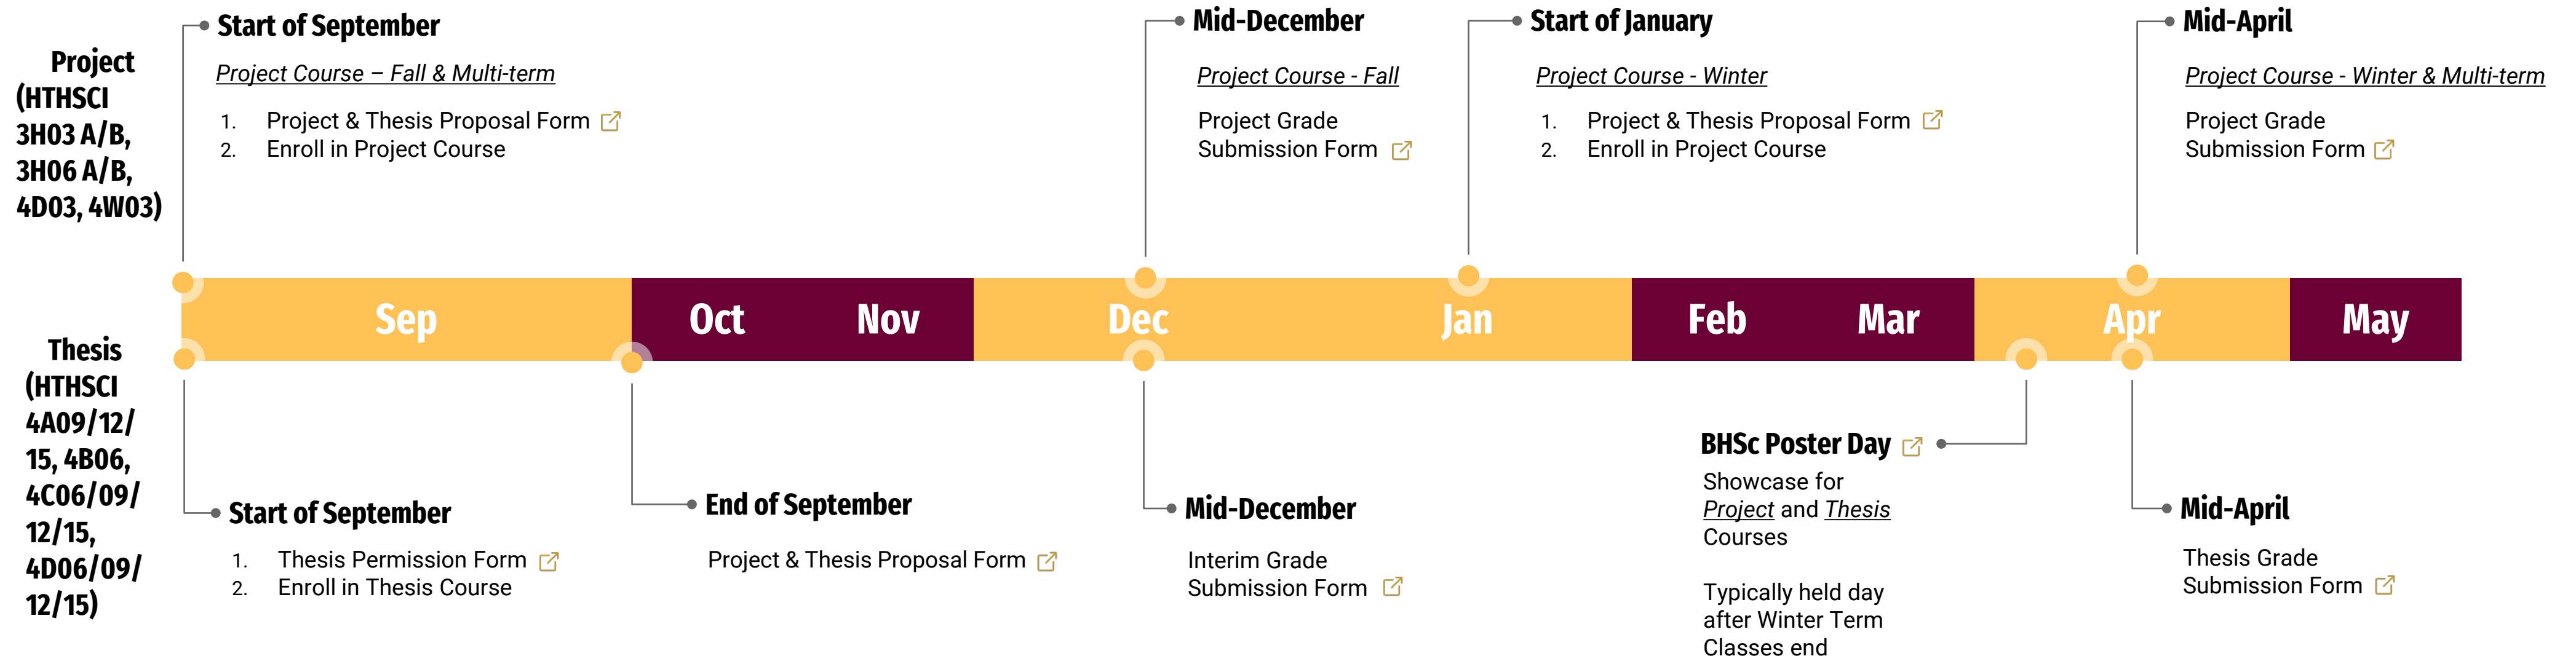 Project
(HTHSCI
3H03 A/B,
3H06 A/B,
4D03, 4W03)
Start of September
Project Course – Fall & Multi-term
1. Project & Thesis Proposal Form
2. Enroll in Project Course
Mid-December
Project Course - Fall
Project Grade
Submission Form
Start of January
Project Course - Winter
1. Project & Thesis Proposal Form
2. Enroll in Project Course
Mid-April
Project Course - Winter & Multi-term
Project Grade
Submission Form
Sep Oct Nov Dec Jan Feb Mar Apr May
Thesis
(HTHSCI
4A09/12/
15, 4B06,
4C06/09/
12/15,
4D06/09/
12/15)
Start of September
1. Thesis Permission Form
2. Enroll in Thesis Course
End of September
Project & Thesis Proposal Form
Mid-December
Interim Grade
Submission Form
BHSc Poster Day
Showcase for
Project and Thesis
Courses
Typically held day
after Winter Term
Classes end
Mid-April
Thesis Grade
Submission Form